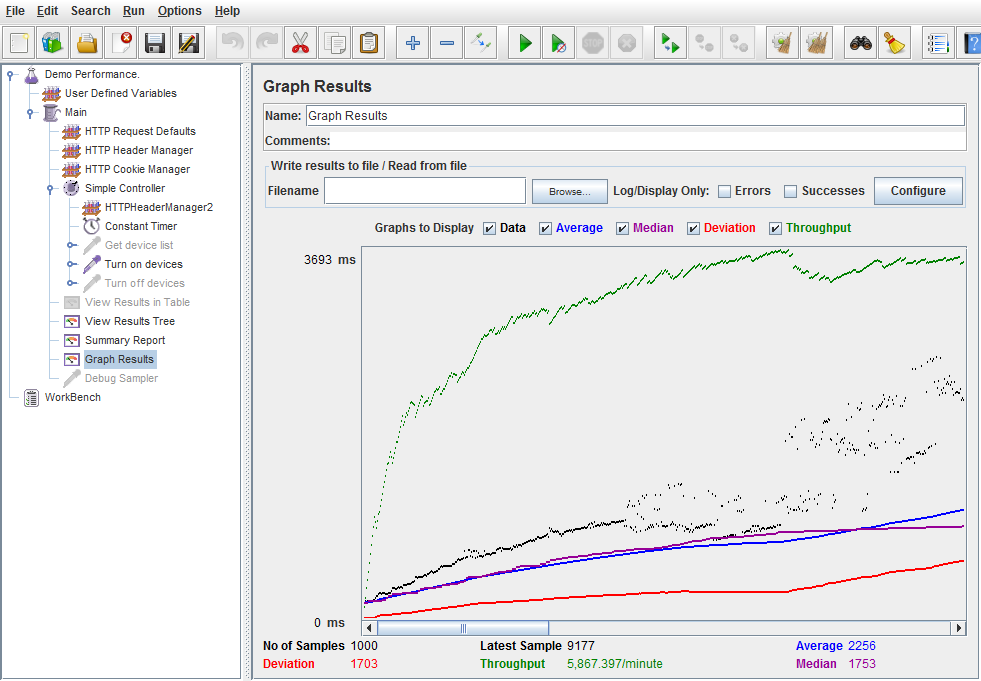 File Edit Search Run Options Help
STOP
?
Demo Performance.
User Defined Variables
Main
HTTP Request Defaults
HTTP Header Manager
HTTP Cookie Manager
Simple Controller
HTTPHeaderManager2
Constant Timer
Get device list
Turn on devices
Turn off devices
View Results in Table
View Results Tree
Summary Report
Graph Results
Debug Sampler
WorkBench
Graph Results
Name: Graph Results
Comments:
Write results to file / Read from file
Filename Browse... Log/Display Only: Errors Successes Configure
Graphs to Display Data Average Median Deviation Throughput
3693 ms
0 ms
No of Samples 1000 Latest Sample 9177 Average 2256
Deviation 1703 Throughput 5,867.397/minute Median 1753